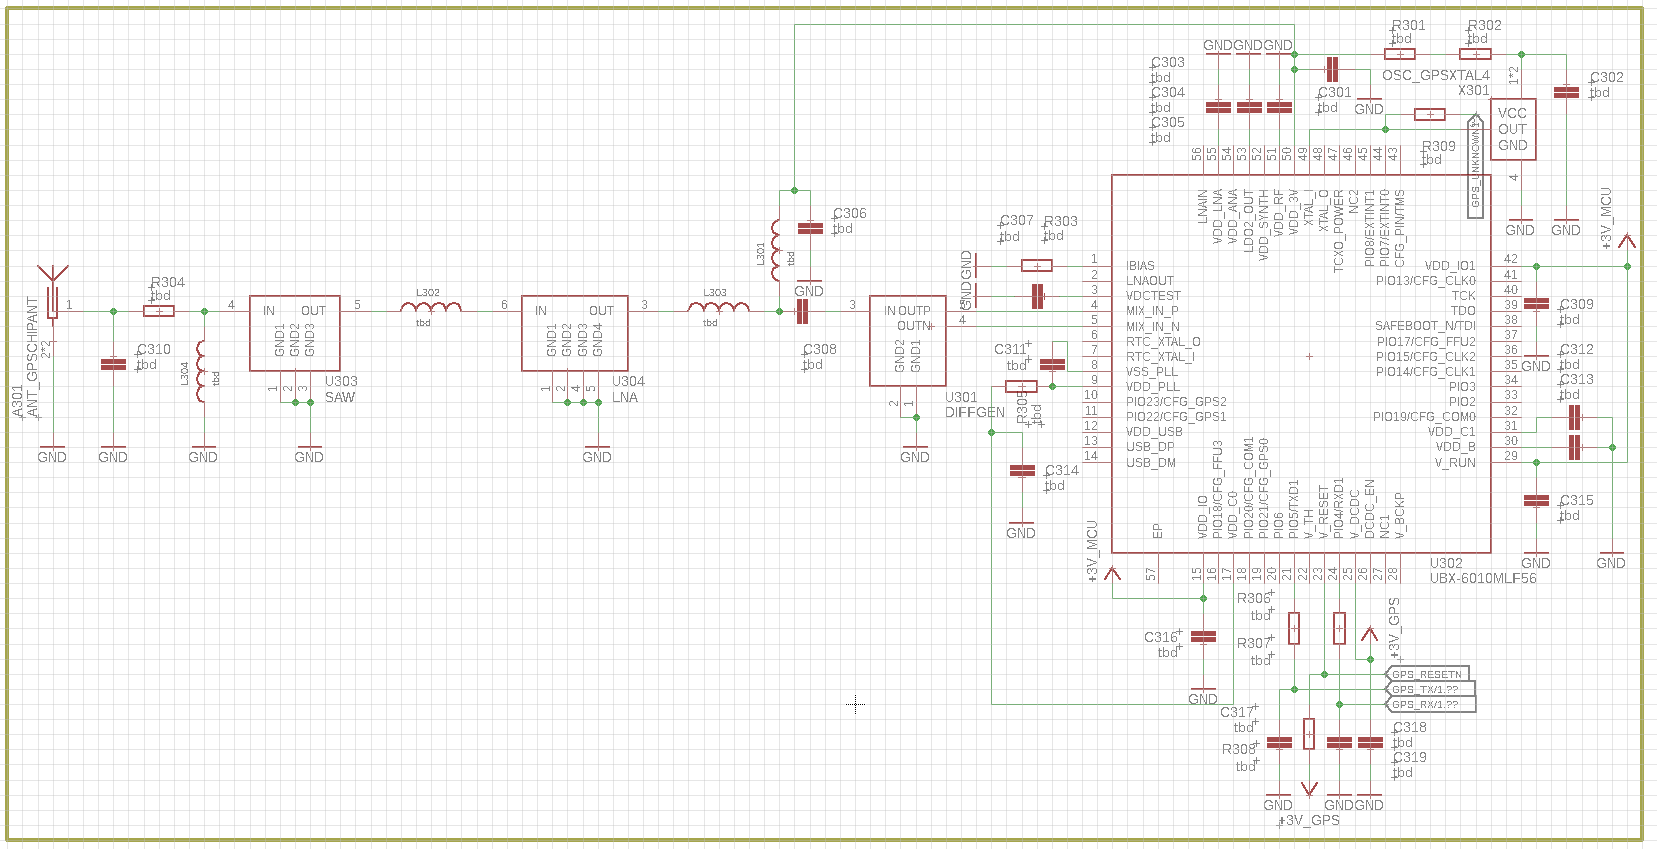 A301
ANT_GPSCHIPANT
1
2*2
GND
C310
tbd
GND
R304
tbd
L304
tbd
GND
4
IN
OUT
5
GND1
GND2
GND3
1
2
3
U303
SAW
GND
L302
tbd
6
IN
OUT
3
GND1
GND2
GND3
GND4
1
2
4
5
U304
LNA
GND
L303
tbd
L301
tbd
C306
tbd
GND
C308
tbd
3
IN
OUTP
OUTN
4
GND2
GND1
2
1
U301
DIFFGEN
GND
C307
tbd
R303
tbd
GND
GND
C311
tbd
tbd
C314
tbd
GND
C303
tbd
C304
tbd
C305
tbd
GND
GND
GND
C301
tbd
GND
R301
tbd
R302
tbd
OSC_GPSXTAL4
X301
1*2
VCC
OUT
GND
4
GND
C302
tbd
GND
R309
tbd
GPS_UNKNOWN1
+3V_MCU
56
55
54
53
52
51
50
49
48
47
46
45
44
43
LNAIN
VDD_LNA
VDD_ANA
LDO2_OUT
VDD_SYNTH
VDD_RF
VDD_3V
XTAL_I
XTAL_O
TCXO_POWER
NC2
PIO8/EXTINT1
PIO7/EXTINT0
CFG_PIN/TMS
1 IBIAS
2 LNAOUT
3 VDCTEST
4 MIX_IN_P
5 MIX_IN_N
6 RTC_XTAL_O
7 RTC_XTAL_I
8 VSS_PLL
9 VDD_PLL
10 PIO23/CFG_GPS2
11 PIO22/CFG_GPS1
12 VDD_USB
13 USB_DP
14 USB_DM
VDD_IO1 42
PIO13/CFG_CLK0 41
TCK 40
TDO 39
SAFEBOOT_N/TDI 38
PIO17/CFG_FFU2 37
PIO15/CFG_CLK2 36
PIO14/CFG_CLK1 35
PIO3 34
PIO2 33
PIO19/CFG_COM0 32
VDD_C1 31
VDD_B 30
V_RUN 29
EP
VDD_IO
PIO18/CFG_FFU3
VDD_C0
PIO20/CFG_COM1
PIO21/CFG_GPS0
PIO6
PIO5/TXD1
V_TH
V_RESET
PIO4/RXD1
V_DCDC
DCDC_EN
NC1
V_BCKP
57
15
16
17
18
19
20
21
22
23
24
25
26
27
28
U302
UBX-6010MLF56
C309
tbd
GND
C312
tbd
C313
tbd
C315
tbd
GND
GND
+3V_MCU
C316
tbd
GND
R306
tbd
R307
tbd
+3V_GPS
GPS_RESETN
GPS_TX/1.??
GPS_RX/1.??
C317
tbd
R308
tbd
C318
tbd
C319
tbd
GND
GND
GND
+3V_GPS